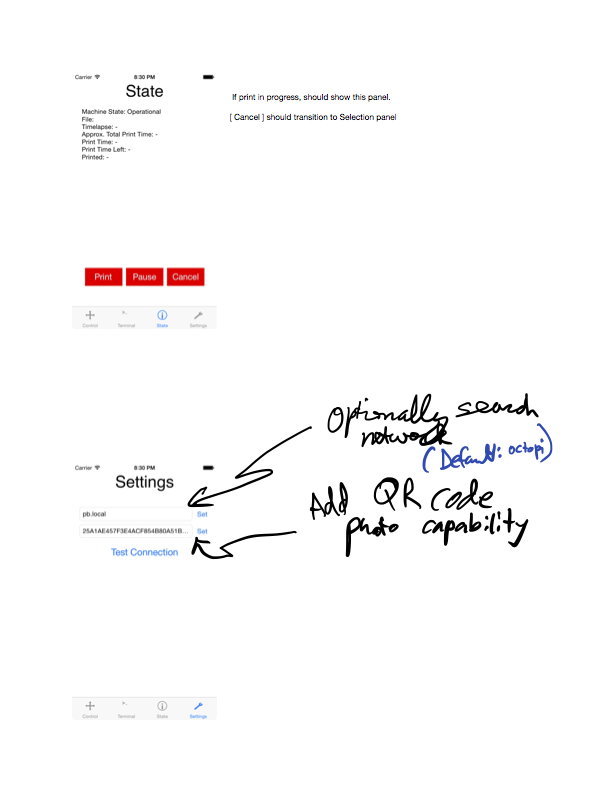 Carrier 8:30 PM
State
Machine State: Operational
File:
Timelapse: -
Approx. Total Print Time: -
Print Time: -
Print Time Left: -
Printed: -
If print in progress, should show this panel.
[ Cancel ] should transition to Selection panel
Print Pause Cancel
Control Terminal State Settings
Optionally search
network
(Default: octopi)
Carrier 8:30 PM
Settings
pb.local Set
25A1AE457F3E4ACF854B80A51B... Set
Test Connection
Add QR code
photo capability
Control Terminal State Settings